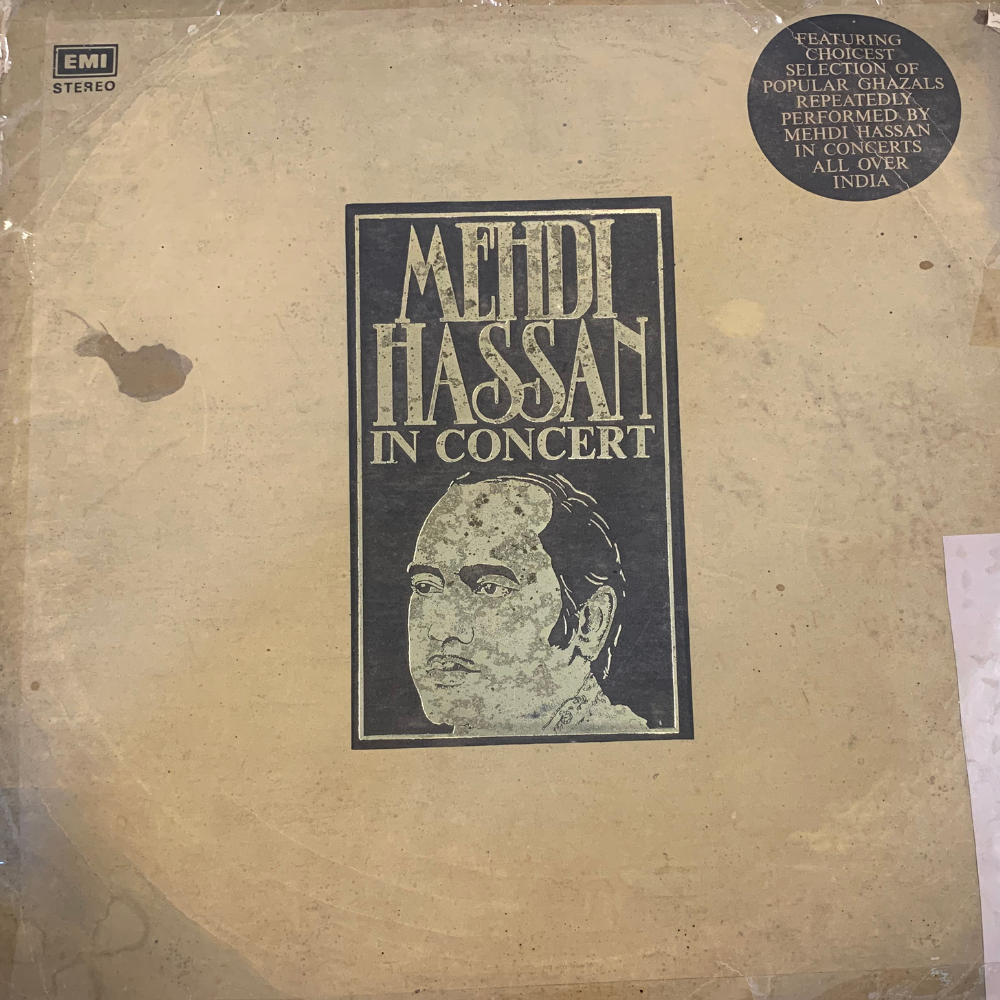 EMI
STEREO
FEATURING
CHOICEST
SELECTION OF
POPULAR GHAZALS
REPEATEDLY
PERFORMED BY
MEHDI HASSAN
IN CONCERTS
ALL OVER
INDIA
MEHDI
HASSAN
IN CONCERT